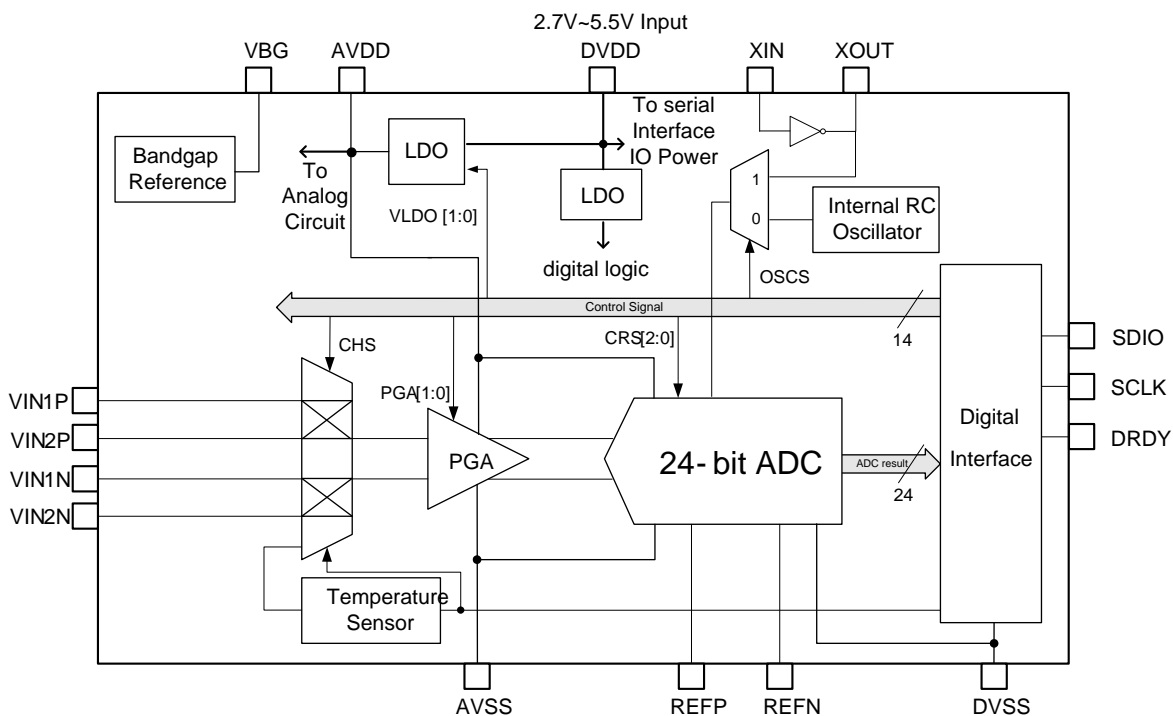 2.7V~5.5V Input
VBG
AVDD
DVDD
XIN
XOUT
Bandgap
Reference
To
Analog
Circuit
LDO
To serial
Interface
IO Power
LDO
VLDO [1:0]
digital logic
1
0
Internal RC
Oscillator
OSCS
Control Signal
14
CHS
PGA[1:0]
CRS[2:0]
VIN1P
VIN2P
VIN1N
VIN2N
PGA
24- bit ADC
ADC result
24
Digital
Interface
SDIO
SCLK
DRDY
Temperature
Sensor
AVSS
REFP
REFN
DVSS